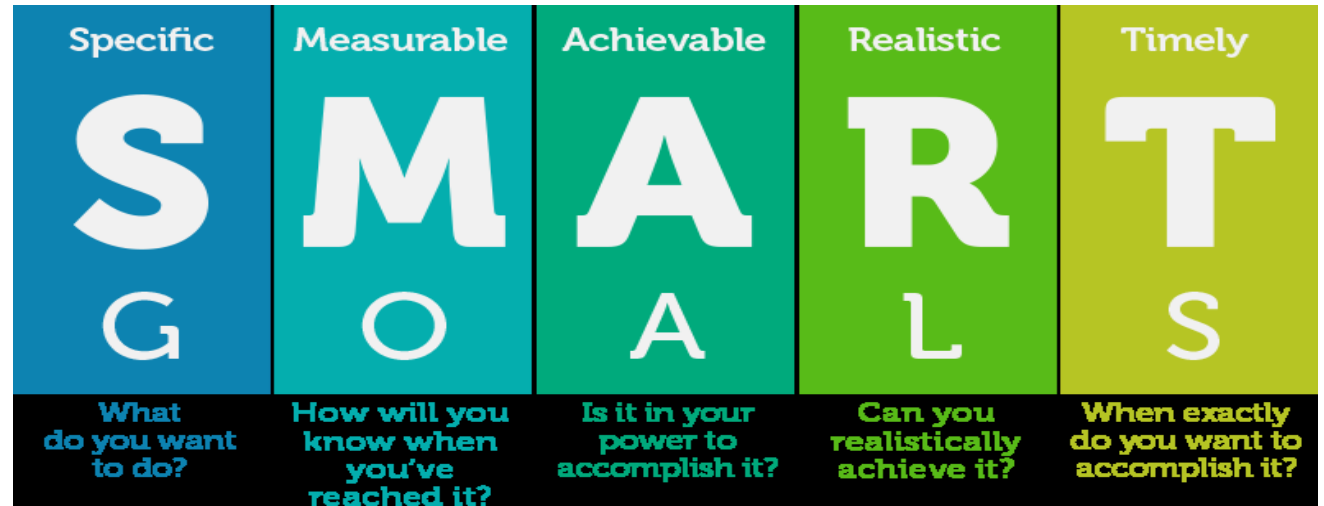 Specific Measurable Achievable Realistic Timely
S M A R T
G O A L S
What
do you want
to do?
How will you
know when
you've
reached it?
Is it in your
power to
accomplish it?
Can you
realistically
achieve it?
When exactly
do you want to
accomplish it?